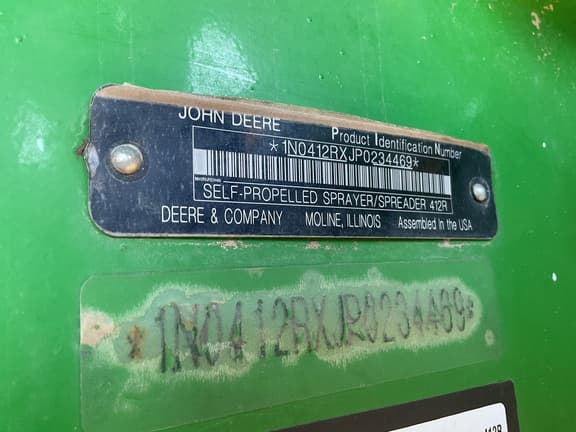 JOHN DEERE
Product Identification Number
*1N0412RXJP0234469*
SELF-PROPELLED SPRAYER/SPREADER 412R
DEERE & COMPANY MOLINE, ILLINOIS Assembled in the USA
*1N0412RXJP0234469*
412R